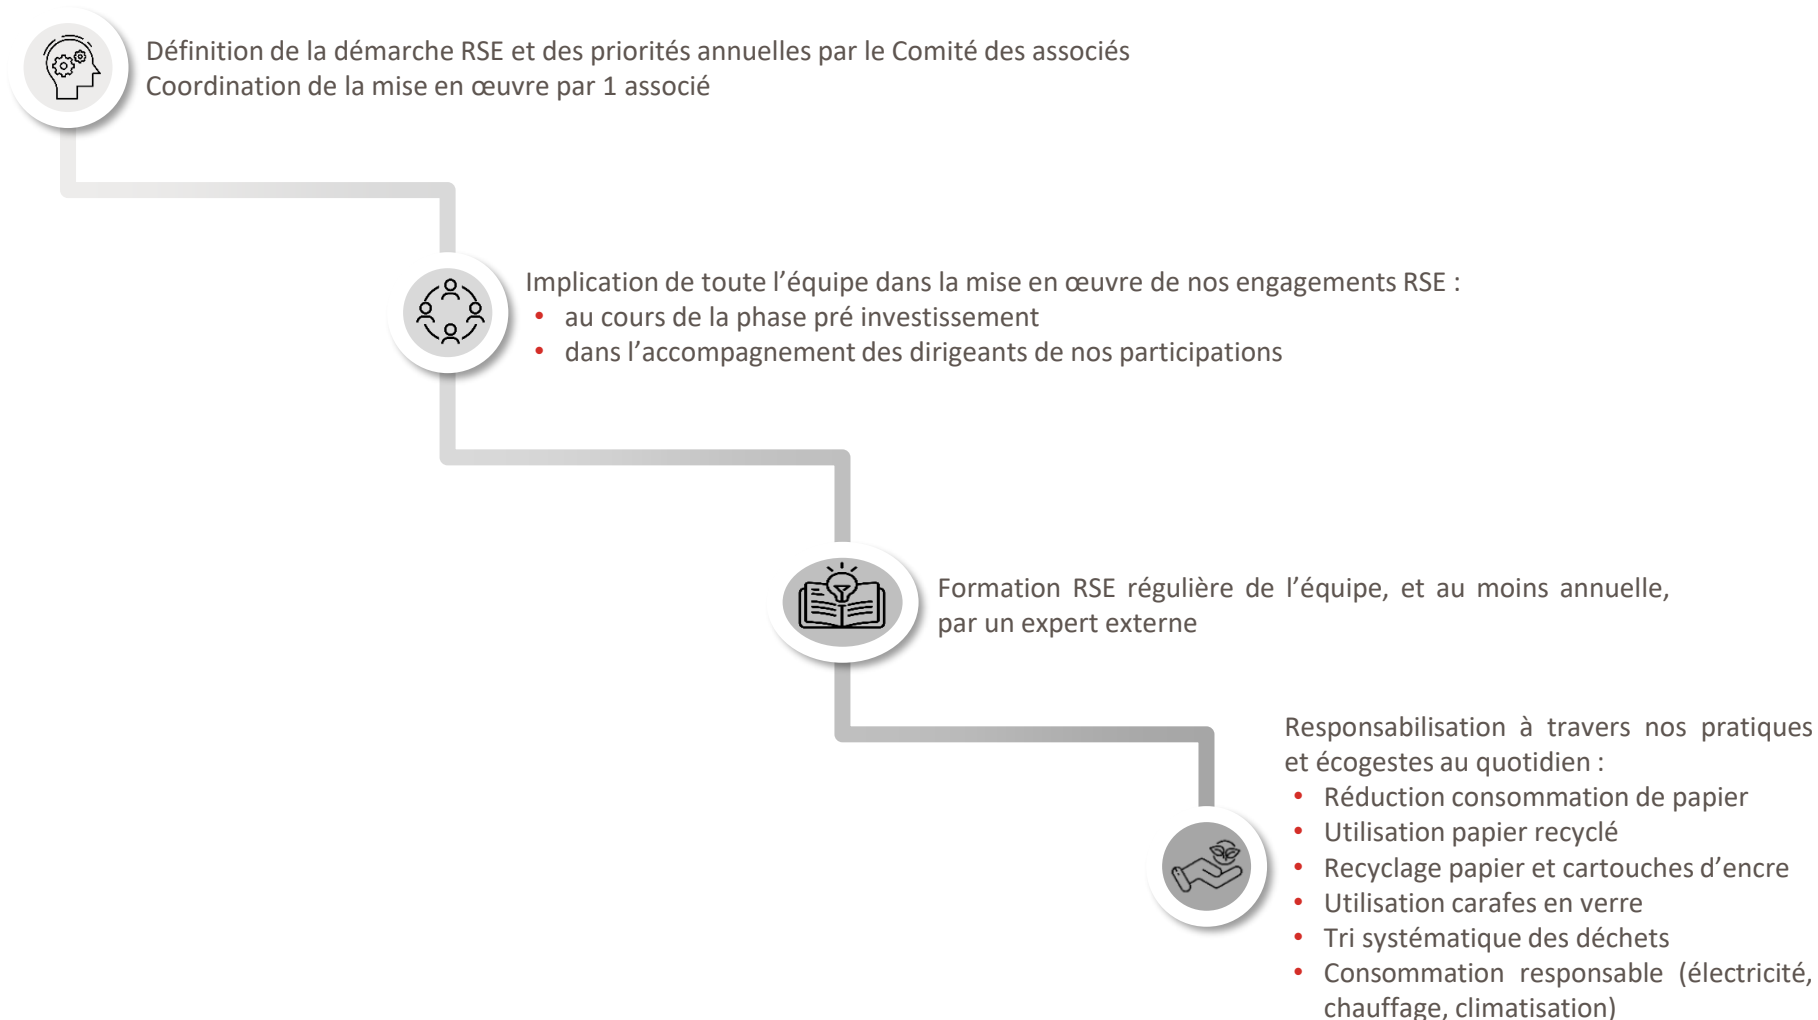 Définition de la démarche RSE et des priorités annuelles par le Comité des associés
Coordination de la mise en œuvre par 1 associé
Implication de toute l’équipe dans la mise en œuvre de nos engagements RSE :
• au cours de la phase pré investissement
• dans l’accompagnement des dirigeants de nos participations
Formation RSE régulière de l’équipe, et au moins annuelle,
par un expert externe
Responsabilisation à travers nos pratiques
et écogestes au quotidien :
• Réduction consommation de papier
• Utilisation papier recyclé
• Recyclage papier et cartouches d’encre
• Utilisation carafes en verre
• Tri systématique des déchets
• Consommation responsable (électricité,
chauffage, climatisation)